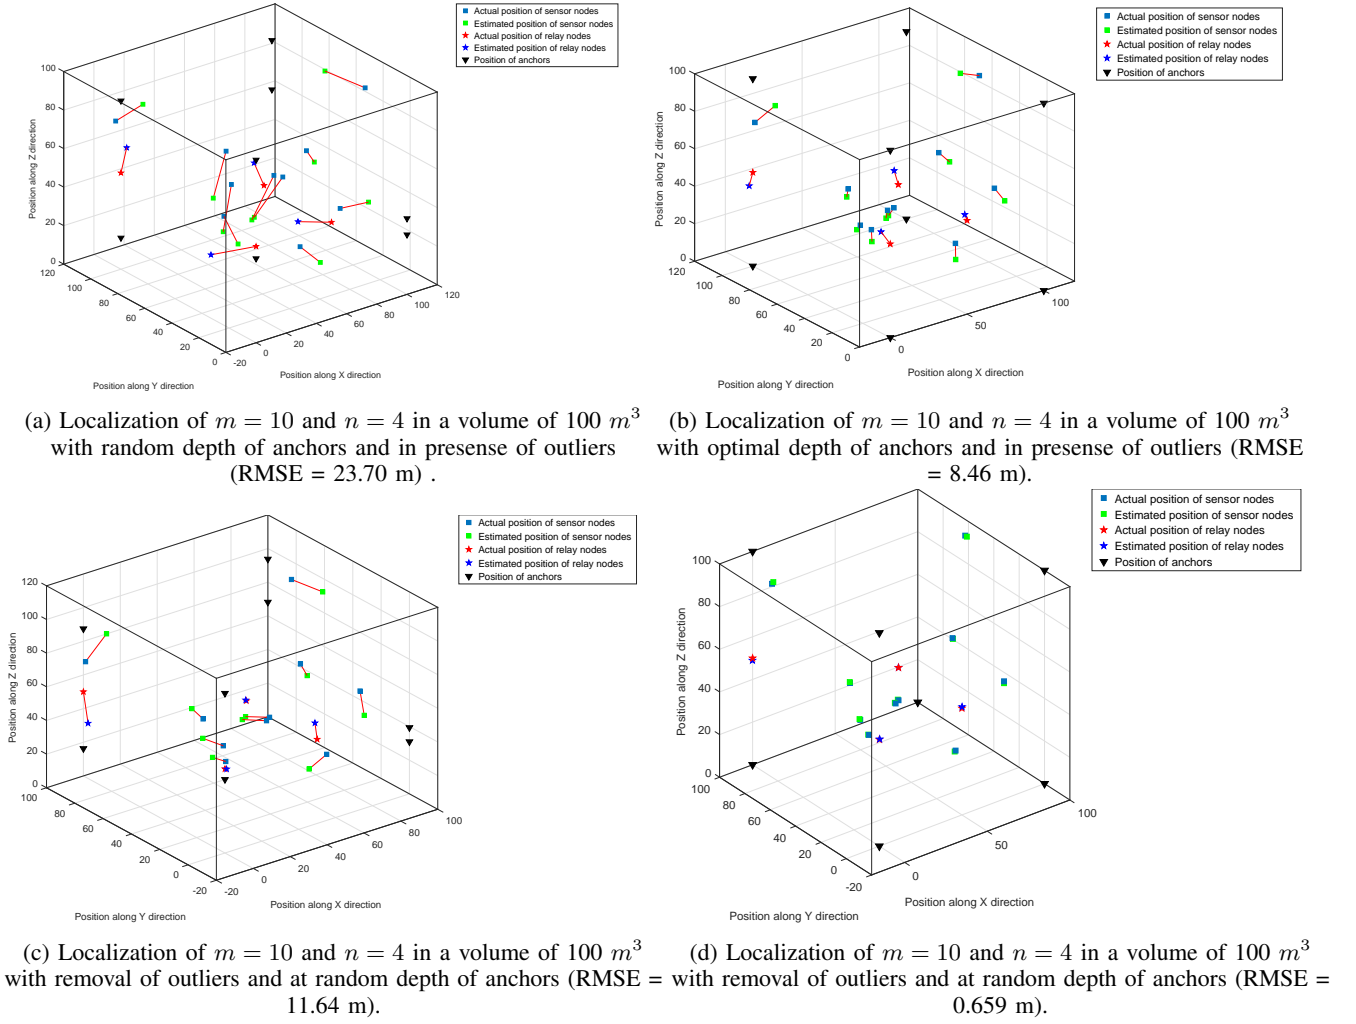 Actual position of sensor nodes
Estimated position of sensor nodes
Actual position of relay nodes
Estimated position of relay nodes
Position of anchors
Position along Z direction
100
80
60
40
20
0
120
100
80
60
40
20
0
-20
0
20
40
60
80
100
120
Position along Y direction
Position along X direction
(a) Localization of m = 10 and n = 4 in a volume of 100 m³
with random depth of anchors and in presense of outliers
(RMSE = 23.70 m) .
Actual position of sensor nodes
Estimated position of sensor nodes
Actual position of relay nodes
Estimated position of relay nodes
Position of anchors
Position along Z direction
100
80
60
40
20
0
120
100
80
60
40
20
0
0
50
100
Position along Y direction
Position along X direction
(b) Localization of m = 10 and n = 4 in a volume of 100 m³
with optimal depth of anchors and in presense of outliers (RMSE
= 8.46 m).
Actual position of sensor nodes
Estimated position of sensor nodes
Actual position of relay nodes
Estimated position of relay nodes
Position of anchors
Position along Z direction
120
100
80
60
40
20
0
100
80
60
40
20
0
-20
-20
0
20
40
60
80
100
Position along Y direction
Position along X direction
(c) Localization of m = 10 and n = 4 in a volume of 100 m³
with removal of outliers and at random depth of anchors (RMSE =
11.64 m).
Actual position of sensor nodes
Estimated position of sensor nodes
Actual position of relay nodes
Estimated position of relay nodes
Position of anchors
Position along Z direction
100
80
60
40
20
0
100
80
60
40
20
0
-20
0
50
100
Position along Y direction
Position along X direction
(d) Localization of m = 10 and n = 4 in a volume of 100 m³
with removal of outliers and at random depth of anchors (RMSE =
0.659 m).